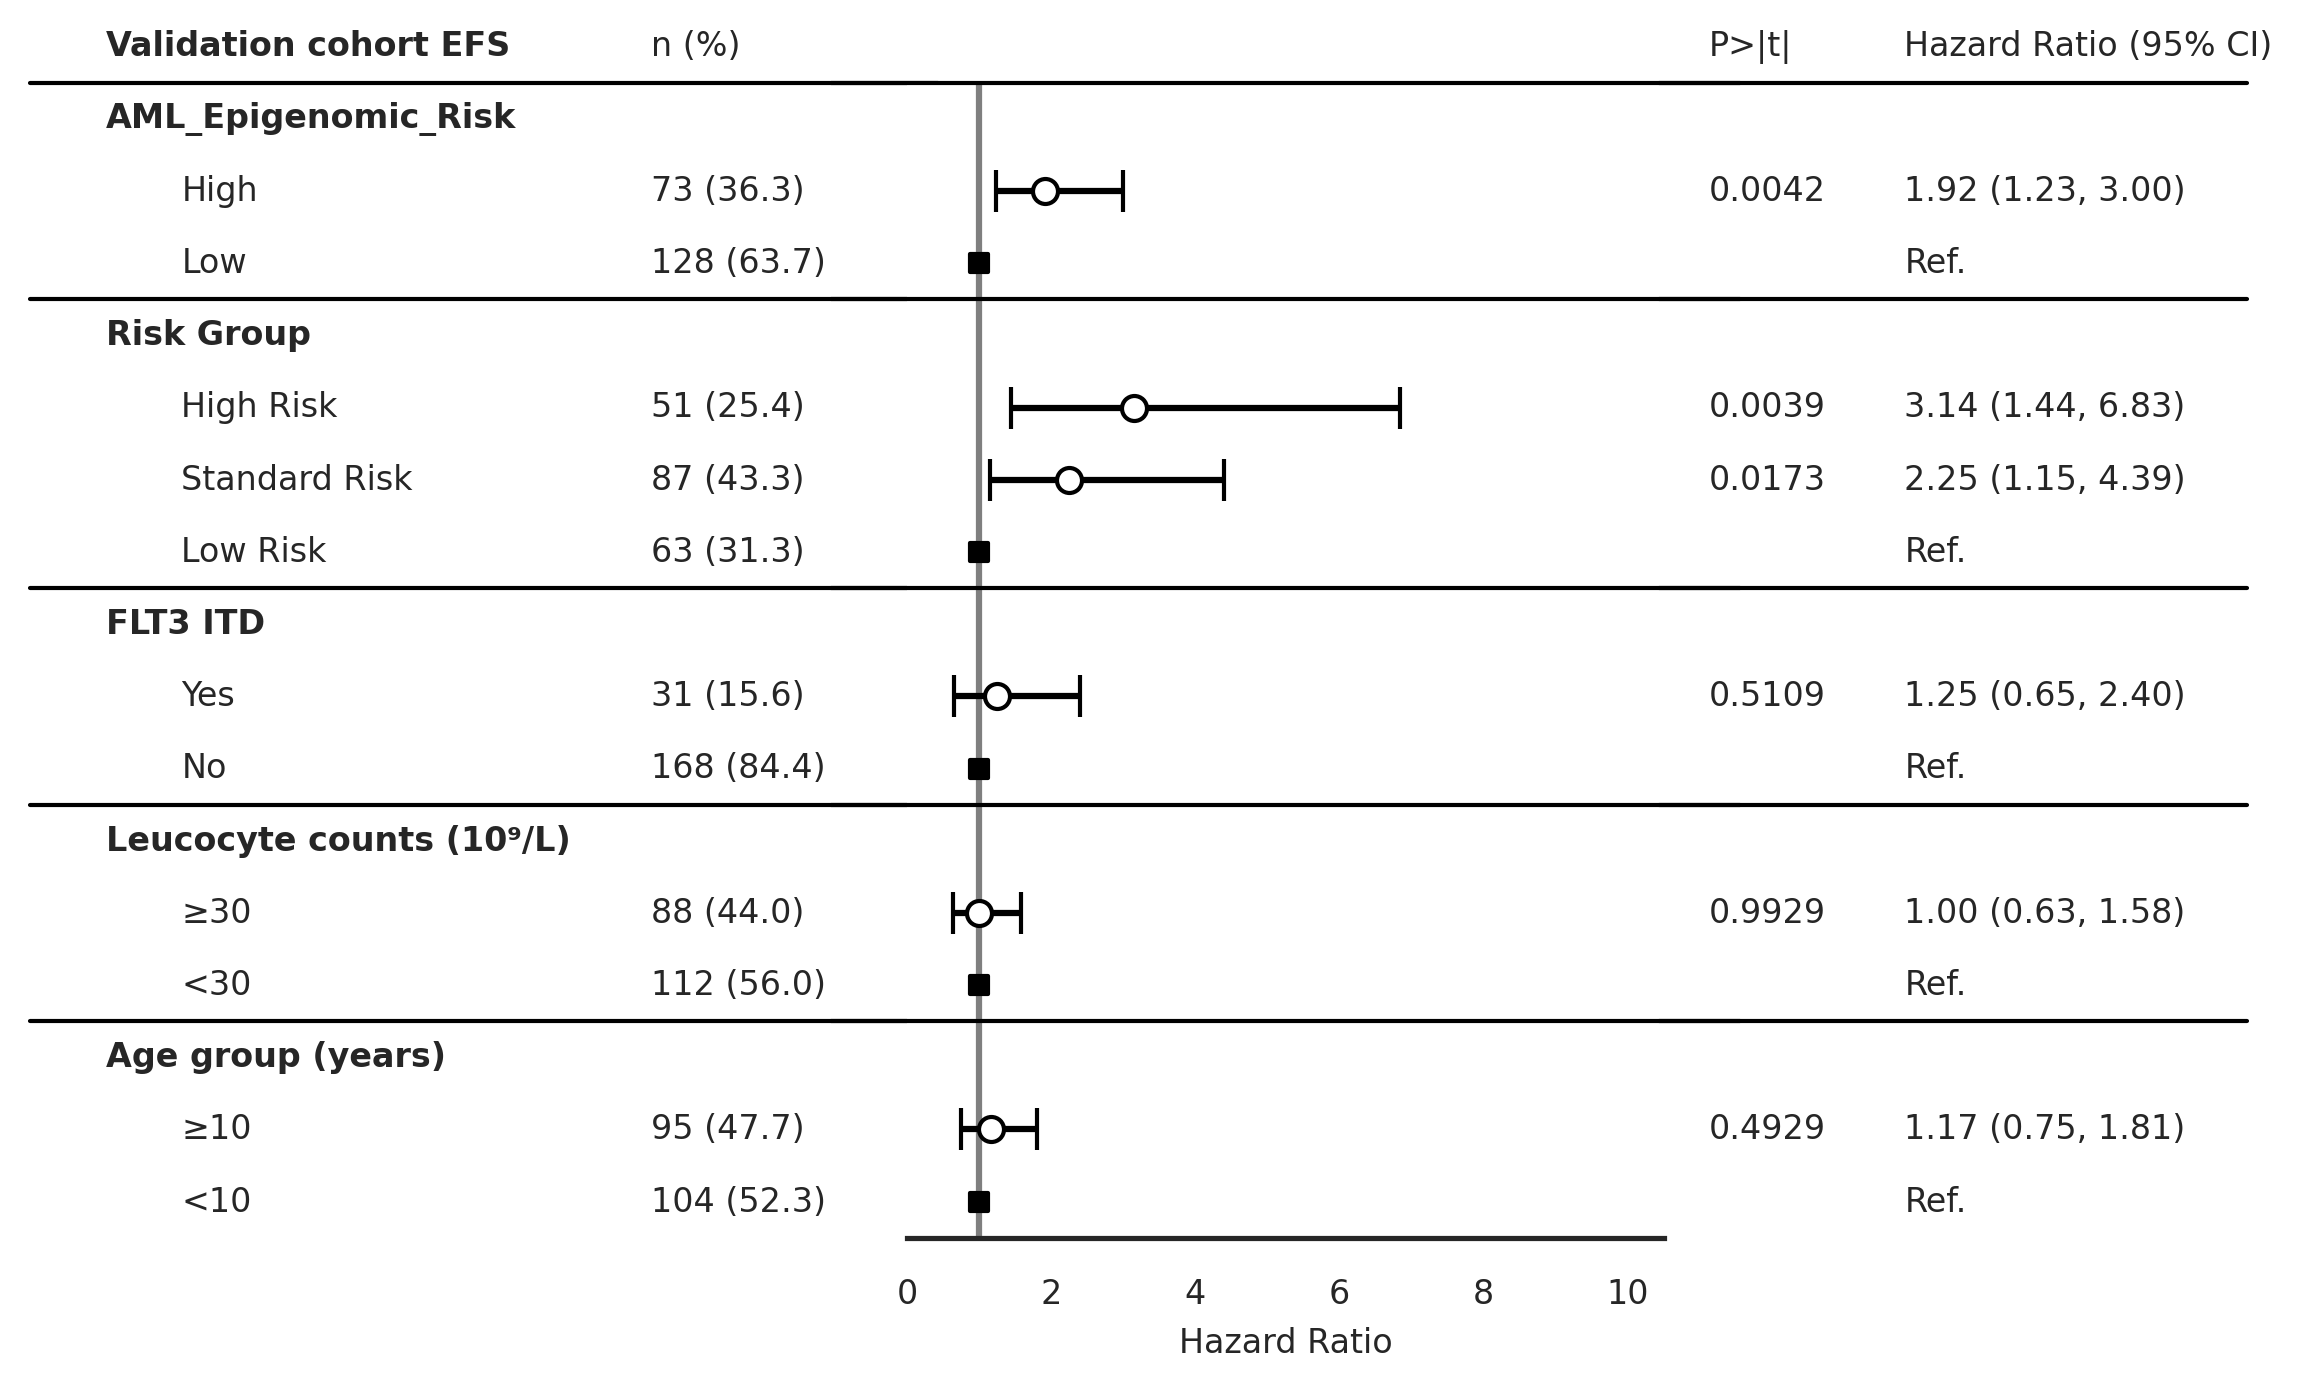 Validation cohort EFS n (%) P>|t| Hazard Ratio (95% CI)
AML_Epigenomic_Risk
High 73 (36.3) 0.0042 1.92 (1.23, 3.00)
Low 128 (63.7) Ref.
Risk Group
High Risk 51 (25.4) 0.0039 3.14 (1.44, 6.83)
Standard Risk 87 (43.3) 0.0173 2.25 (1.15, 4.39)
Low Risk 63 (31.3) Ref.
FLT3 ITD
Yes 31 (15.6) 0.5109 1.25 (0.65, 2.40)
No 168 (84.4) Ref.
Leucocyte counts (10⁹/L)
≥30 88 (44.0) 0.9929 1.00 (0.63, 1.58)
<30 112 (56.0) Ref.
Age group (years)
≥10 95 (47.7) 0.4929 1.17 (0.75, 1.81)
<10 104 (52.3) Ref.
0 2 4 6 8 10
Hazard Ratio